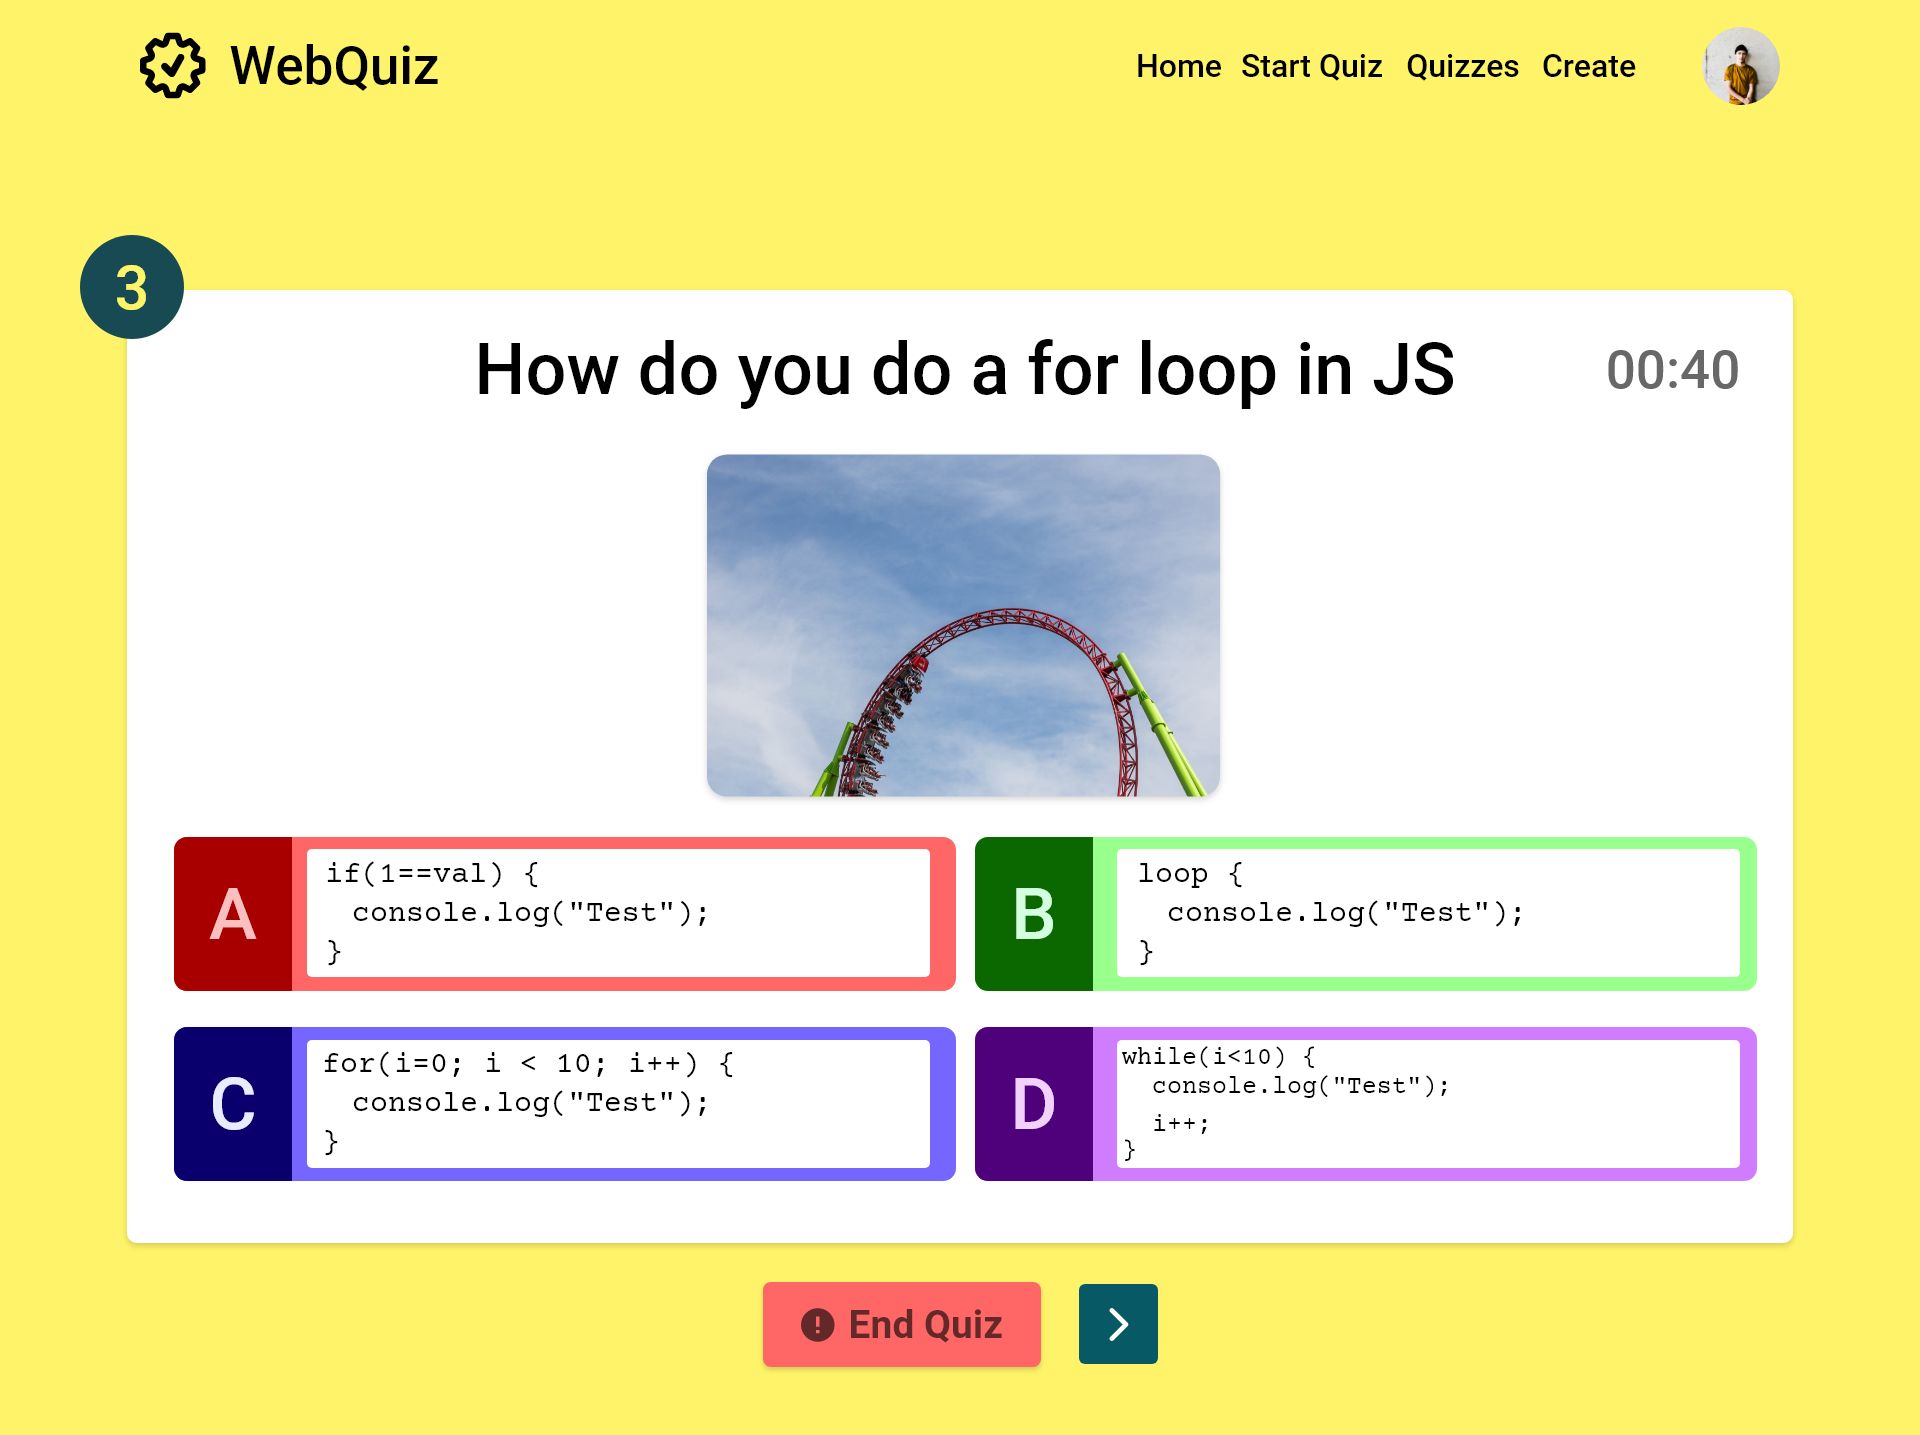 WebQuiz
Home Start Quiz Quizzes Create
3
How do you do a for loop in JS
00:40
A
if(1==val) {
console.log("Test");
}
B
loop {
console.log("Test");
}
C
for(i=0; i < 10; i++) {
console.log("Test");
}
D
while(i<10) {
console.log("Test");
i++;
}
End Quiz